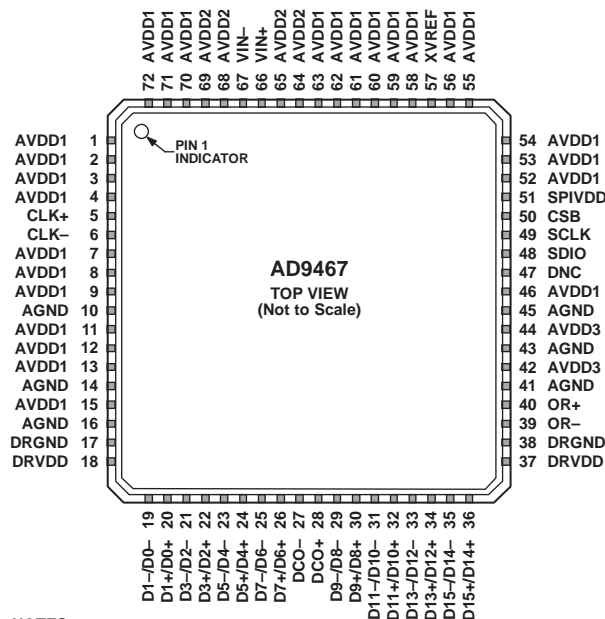 72 AVDD1
71 AVDD1
70 AVDD1
69 AVDD2
68 AVDD2
67 VIN–
66 VIN+
65 AVDD2
64 AVDD2
63 AVDD1
62 AVDD1
61 AVDD1
60 AVDD1
59 AVDD1
58 AVDD1
57 XVREF
56 AVDD1
55 AVDD1
PIN 1
INDICATOR
AVDD1 1
AVDD1 2
AVDD1 3
AVDD1 4
CLK+ 5
CLK– 6
AVDD1 7
AVDD1 8
AVDD1 9
AGND 10
AVDD1 11
AVDD1 12
AVDD1 13
AGND 14
AVDD1 15
AGND 16
DRGND 17
DRVDD 18
AD9467
TOP VIEW
(Not to Scale)
54 AVDD1
53 AVDD1
52 AVDD1
51 SPIVDD
50 CSB
49 SCLK
48 SDIO
47 DNC
46 AVDD1
45 AGND
44 AVDD3
43 AGND
42 AVDD3
41 AGND
40 OR+
39 OR–
38 DRGND
37 DRVDD
D1–/D0– 19
D1+/D0+ 20
D3–/D2– 21
D3+/D2+ 22
D5–/D4– 23
D5+/D4+ 24
D7–/D6– 25
D7+/D6+ 26
DCO– 27
DCO+ 28
D9–/D8– 29
D9+/D8+ 30
D11–/D10– 31
D11+/D10+ 32
D13–/D12– 33
D13+/D12+ 34
D15–/D14– 35
D15+/D14+ 36